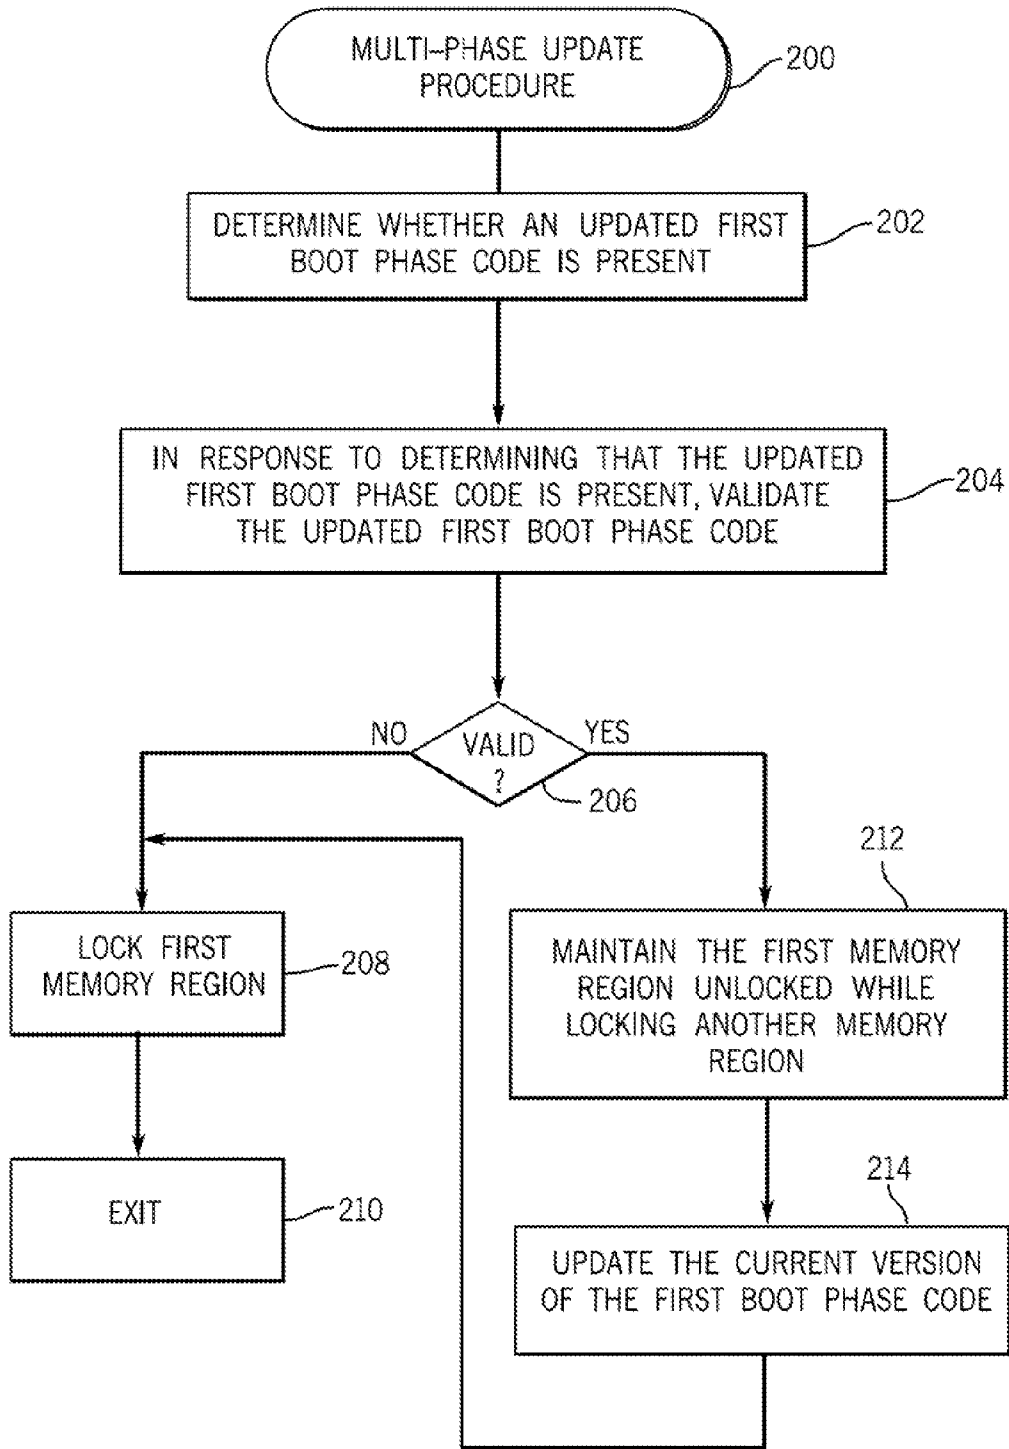 MULTI-PHASE UPDATE
PROCEDURE
200
DETERMINE WHETHER AN UPDATED FIRST
BOOT PHASE CODE IS PRESENT
202
IN RESPONSE TO DETERMINING THAT THE UPDATED
FIRST BOOT PHASE CODE IS PRESENT, VALIDATE
THE UPDATED FIRST BOOT PHASE CODE
204
NO
VALID
?
YES
206
212
LOCK FIRST
MEMORY REGION
208
MAINTAIN THE FIRST MEMORY
REGION UNLOCKED WHILE
LOCKING ANOTHER MEMORY
REGION
EXIT
210
214
UPDATE THE CURRENT VERSION
OF THE FIRST BOOT PHASE CODE